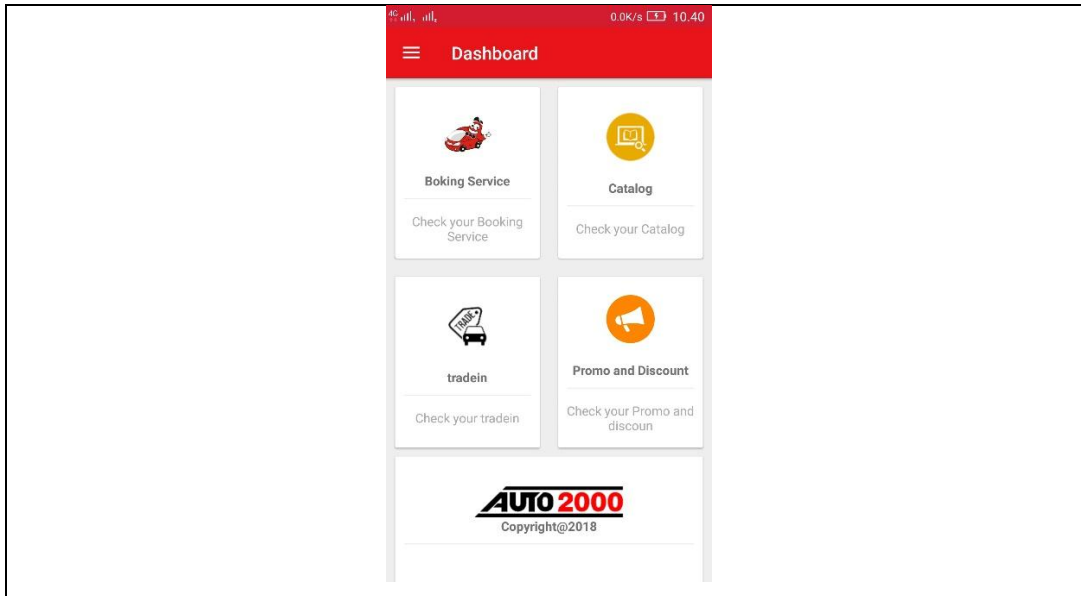 4G 0.0K/s 10.40
Dashboard
Boking Service
Check your Booking
Service
Catalog
Check your Catalog
TRADE
tradein
Check your tradein
Promo and Discount
Check your Promo and
discoun
AUTO 2000
Copyright@2018